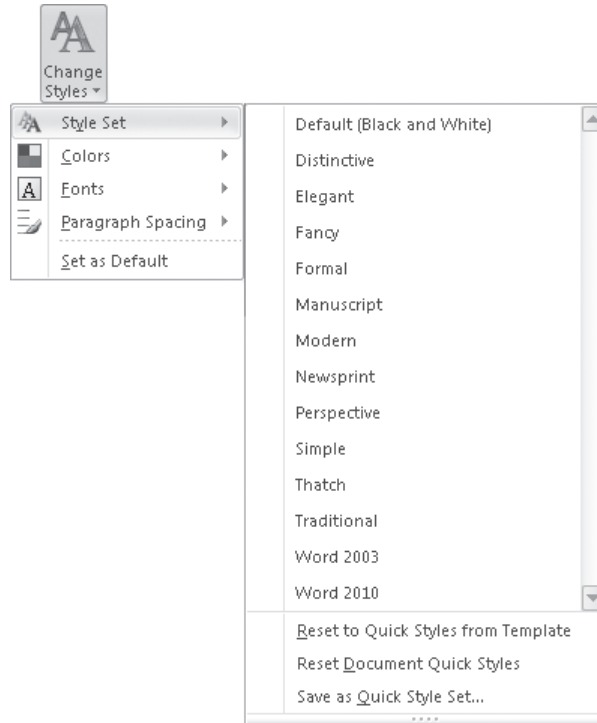 Change
Styles
Style Set
Colors
Fonts
Paragraph Spacing
Set as Default
Default (Black and White)
Distinctive
Elegant
Fancy
Formal
Manuscript
Modern
Newsprint
Perspective
Simple
Thatch
Traditional
Word 2003
Word 2010
Reset to Quick Styles from Template
Reset Document Quick Styles
Save as Quick Style Set...